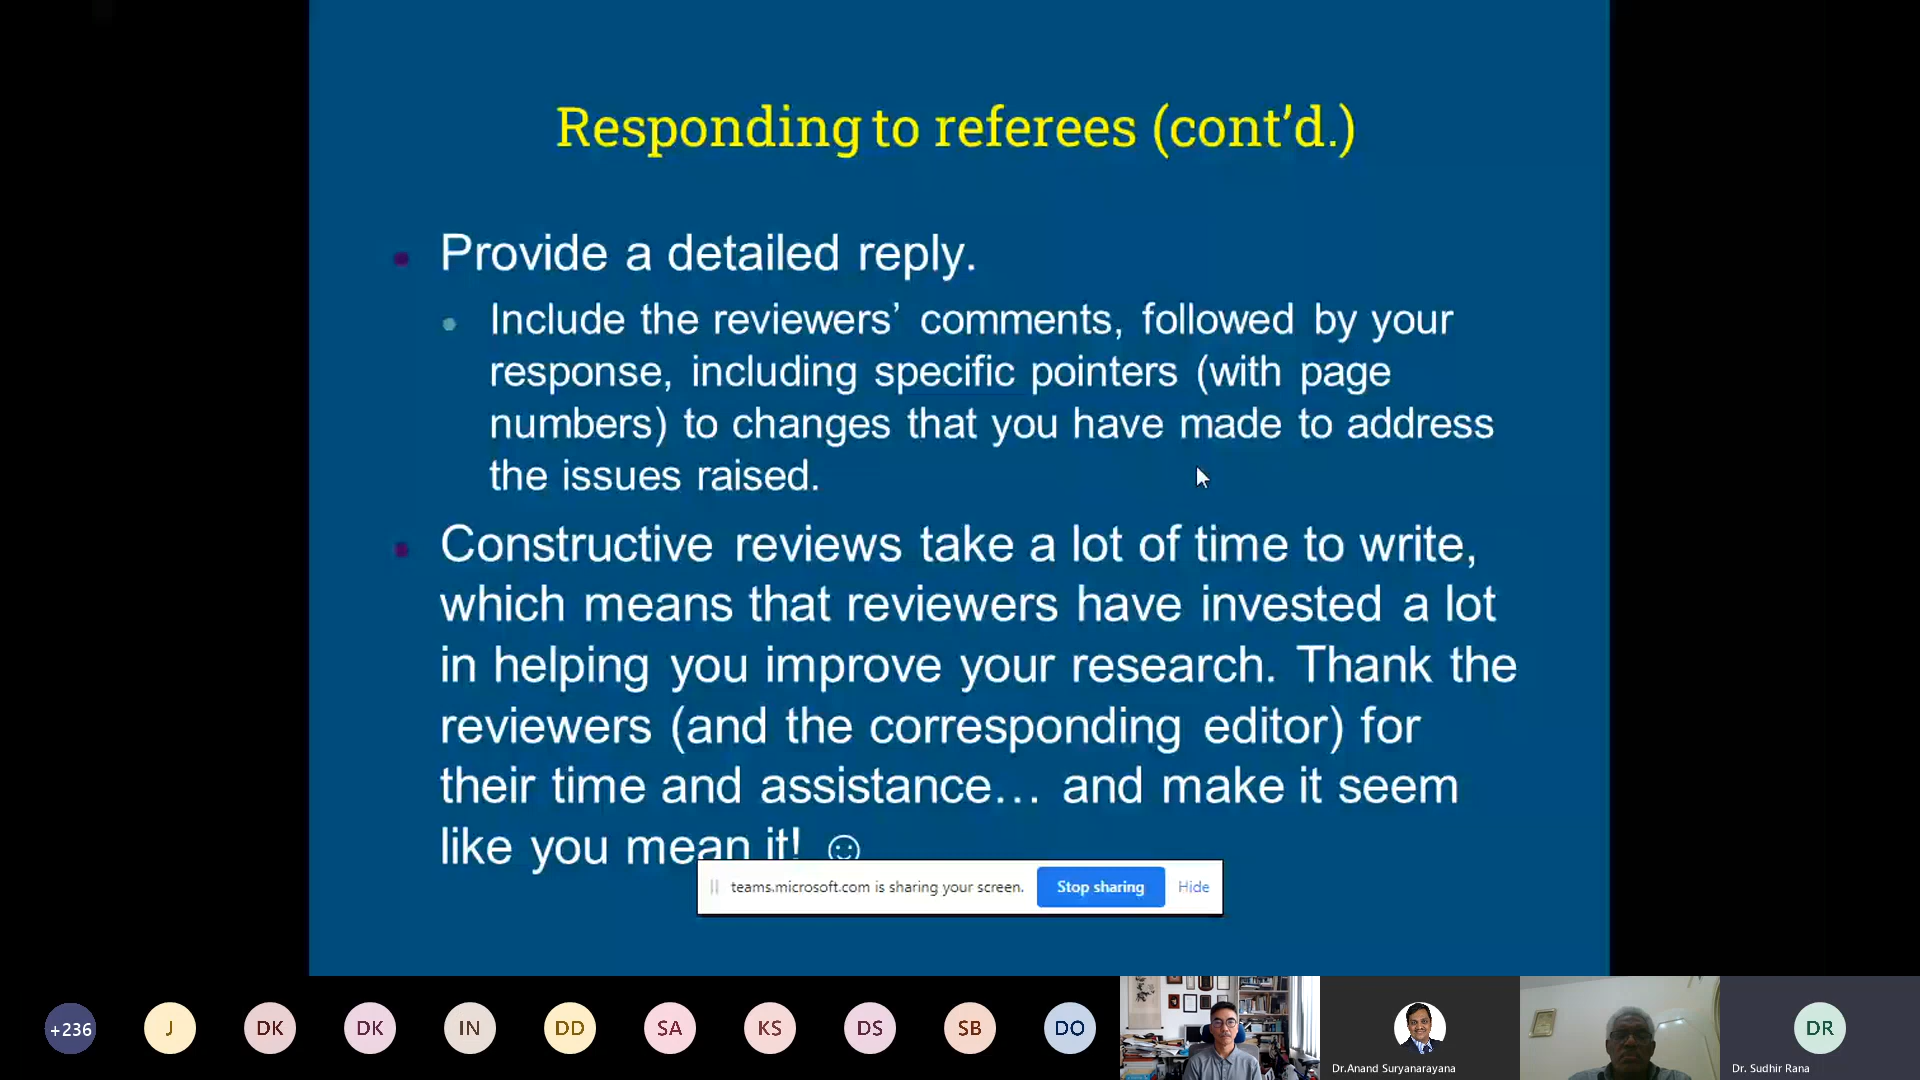 Responding to referees (cont’d.)
Provide a detailed reply.
Include the reviewers’ comments, followed by your
response, including specific pointers (with page
numbers) to changes that you have made to address
the issues raised.
Constructive reviews take a lot of time to write,
which means that reviewers have invested a lot
in helping you improve your research. Thank the
reviewers (and the corresponding editor) for
their time and assistance… and make it seem
like you mean it! ☺
teams.microsoft.com is sharing your screen.
Stop sharing
Hide
+236
J
DK
DK
IN
DD
SA
KS
DS
SB
DO
Dr.Anand Suryanarayana
DR
Dr. Sudhir Rana